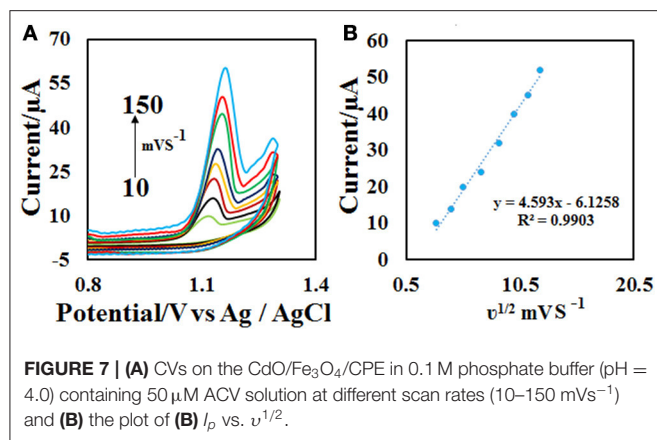 A
B
70
55
40
25
10
-5
Current/μA
150
mVS⁻¹
10
0.8
1.1
1.4
Potential/V vs Ag / AgCl
60
50
40
30
20
10
0
Current/μA
y = 4.593x - 6.1258
R² = 0.9903
0.5
10.5
20.5
υ^1/2 mVS⁻¹
FIGURE 7 | (A) CVs on the CdO/Fe₃O₄/CPE in 0.1 M phosphate buffer (pH =
4.0) containing 50 μM ACV solution at different scan rates (10–150 mVs⁻¹)
and (B) the plot of (B) Iₚ vs. υ^1/2.